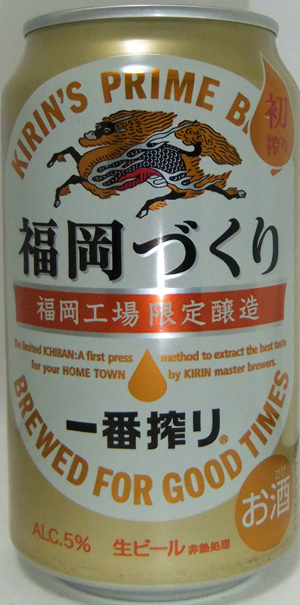 KIRIN'S PRIME B
初
搾り
福岡づくり
福岡工場 限定醸造
The limited ICHIBAN: A first press method to extract the best taste
for your HOME TOWN by KIRIN master brewers.
一番搾り®
BREWED FOR GOOD TIMES
おさけ
お酒
ALC.5% 生ビール 非熱処理